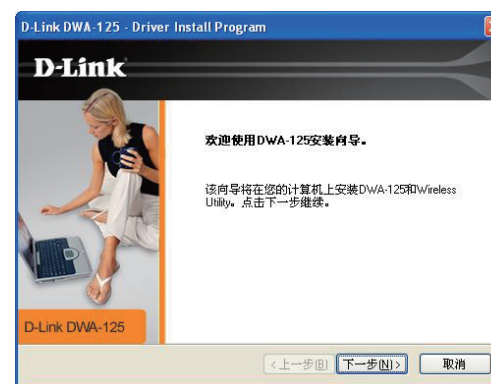 D-Link DWA-125 - Driver Install Program
D-Link
欢迎使用DWA-125安装向导。
该向导将在您的计算机上安装DWA-125和Wireless
Utility。点击下一步继续。
D-Link DWA-125
<上一步(B) 下一步(N)> 取消